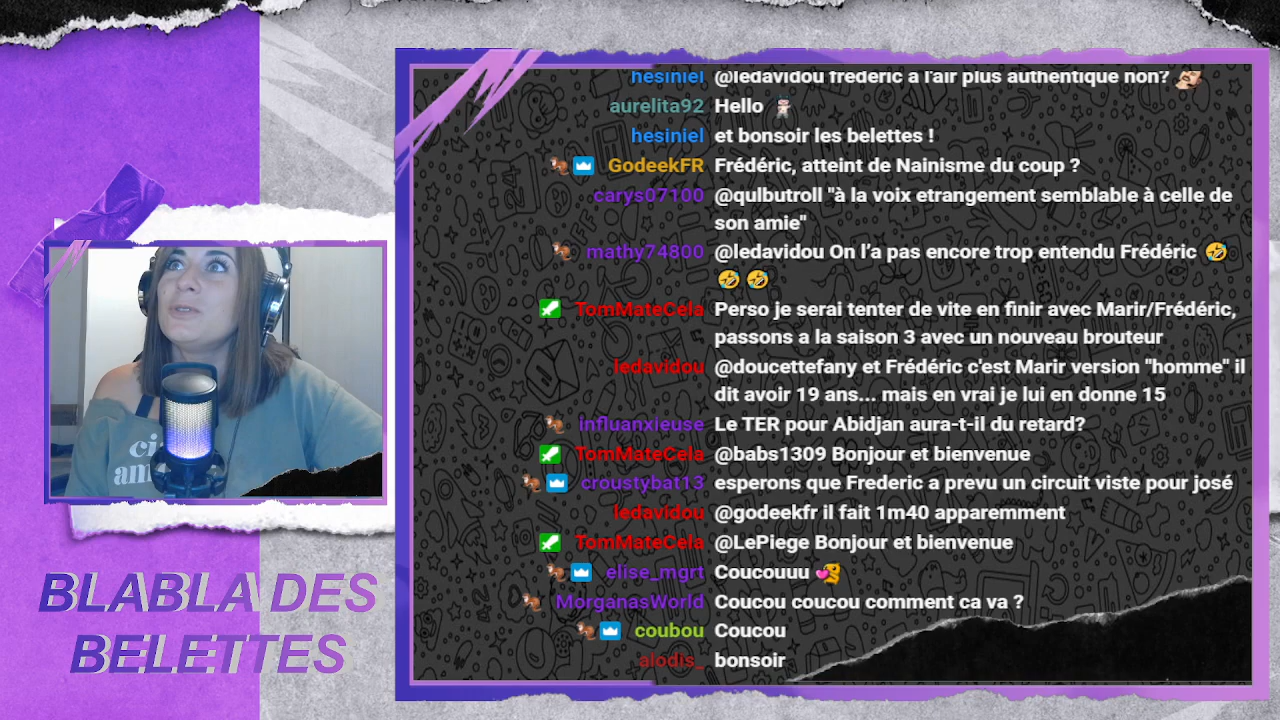 hesiniel @ledavidou frédéric a l'air plus authentique non?
aurelita92 Hello
hesiniel et bonsoir les belettes !
GodeekFR Frédéric, atteint de Nainisme du coup ?
carys07100 @qulbutroll "à la voix etrangement semblable à celle de
son amie"
mathy74800 @ledavidou On l'a pas encore trop entendu Frédéric
TomMateCela Perso je serai tenter de vite en finir avec Marir/Frédéric,
passons a la saison 3 avec un nouveau brouteur
ledavidou @doucettefany et Frédéric c'est Marir version "homme" il
dit avoir 19 ans... mais en vrai je lui en donne 15
influanxieuse Le TER pour Abidjan aura-t-il du retard?
TomMateCela @babs1309 Bonjour et bienvenue
croustybat13 esperons que Frederic a prevu un circuit viste pour josé
ledavidou @godeekfr il fait 1m40 apparemment
TomMateCela @LePiege Bonjour et bienvenue
elise_mgrt Coucouuu
MorganasWorld Coucou coucou comment ca va ?
coubou Coucou
alodis_ bonsoir
BLABLA DES
BELETTES